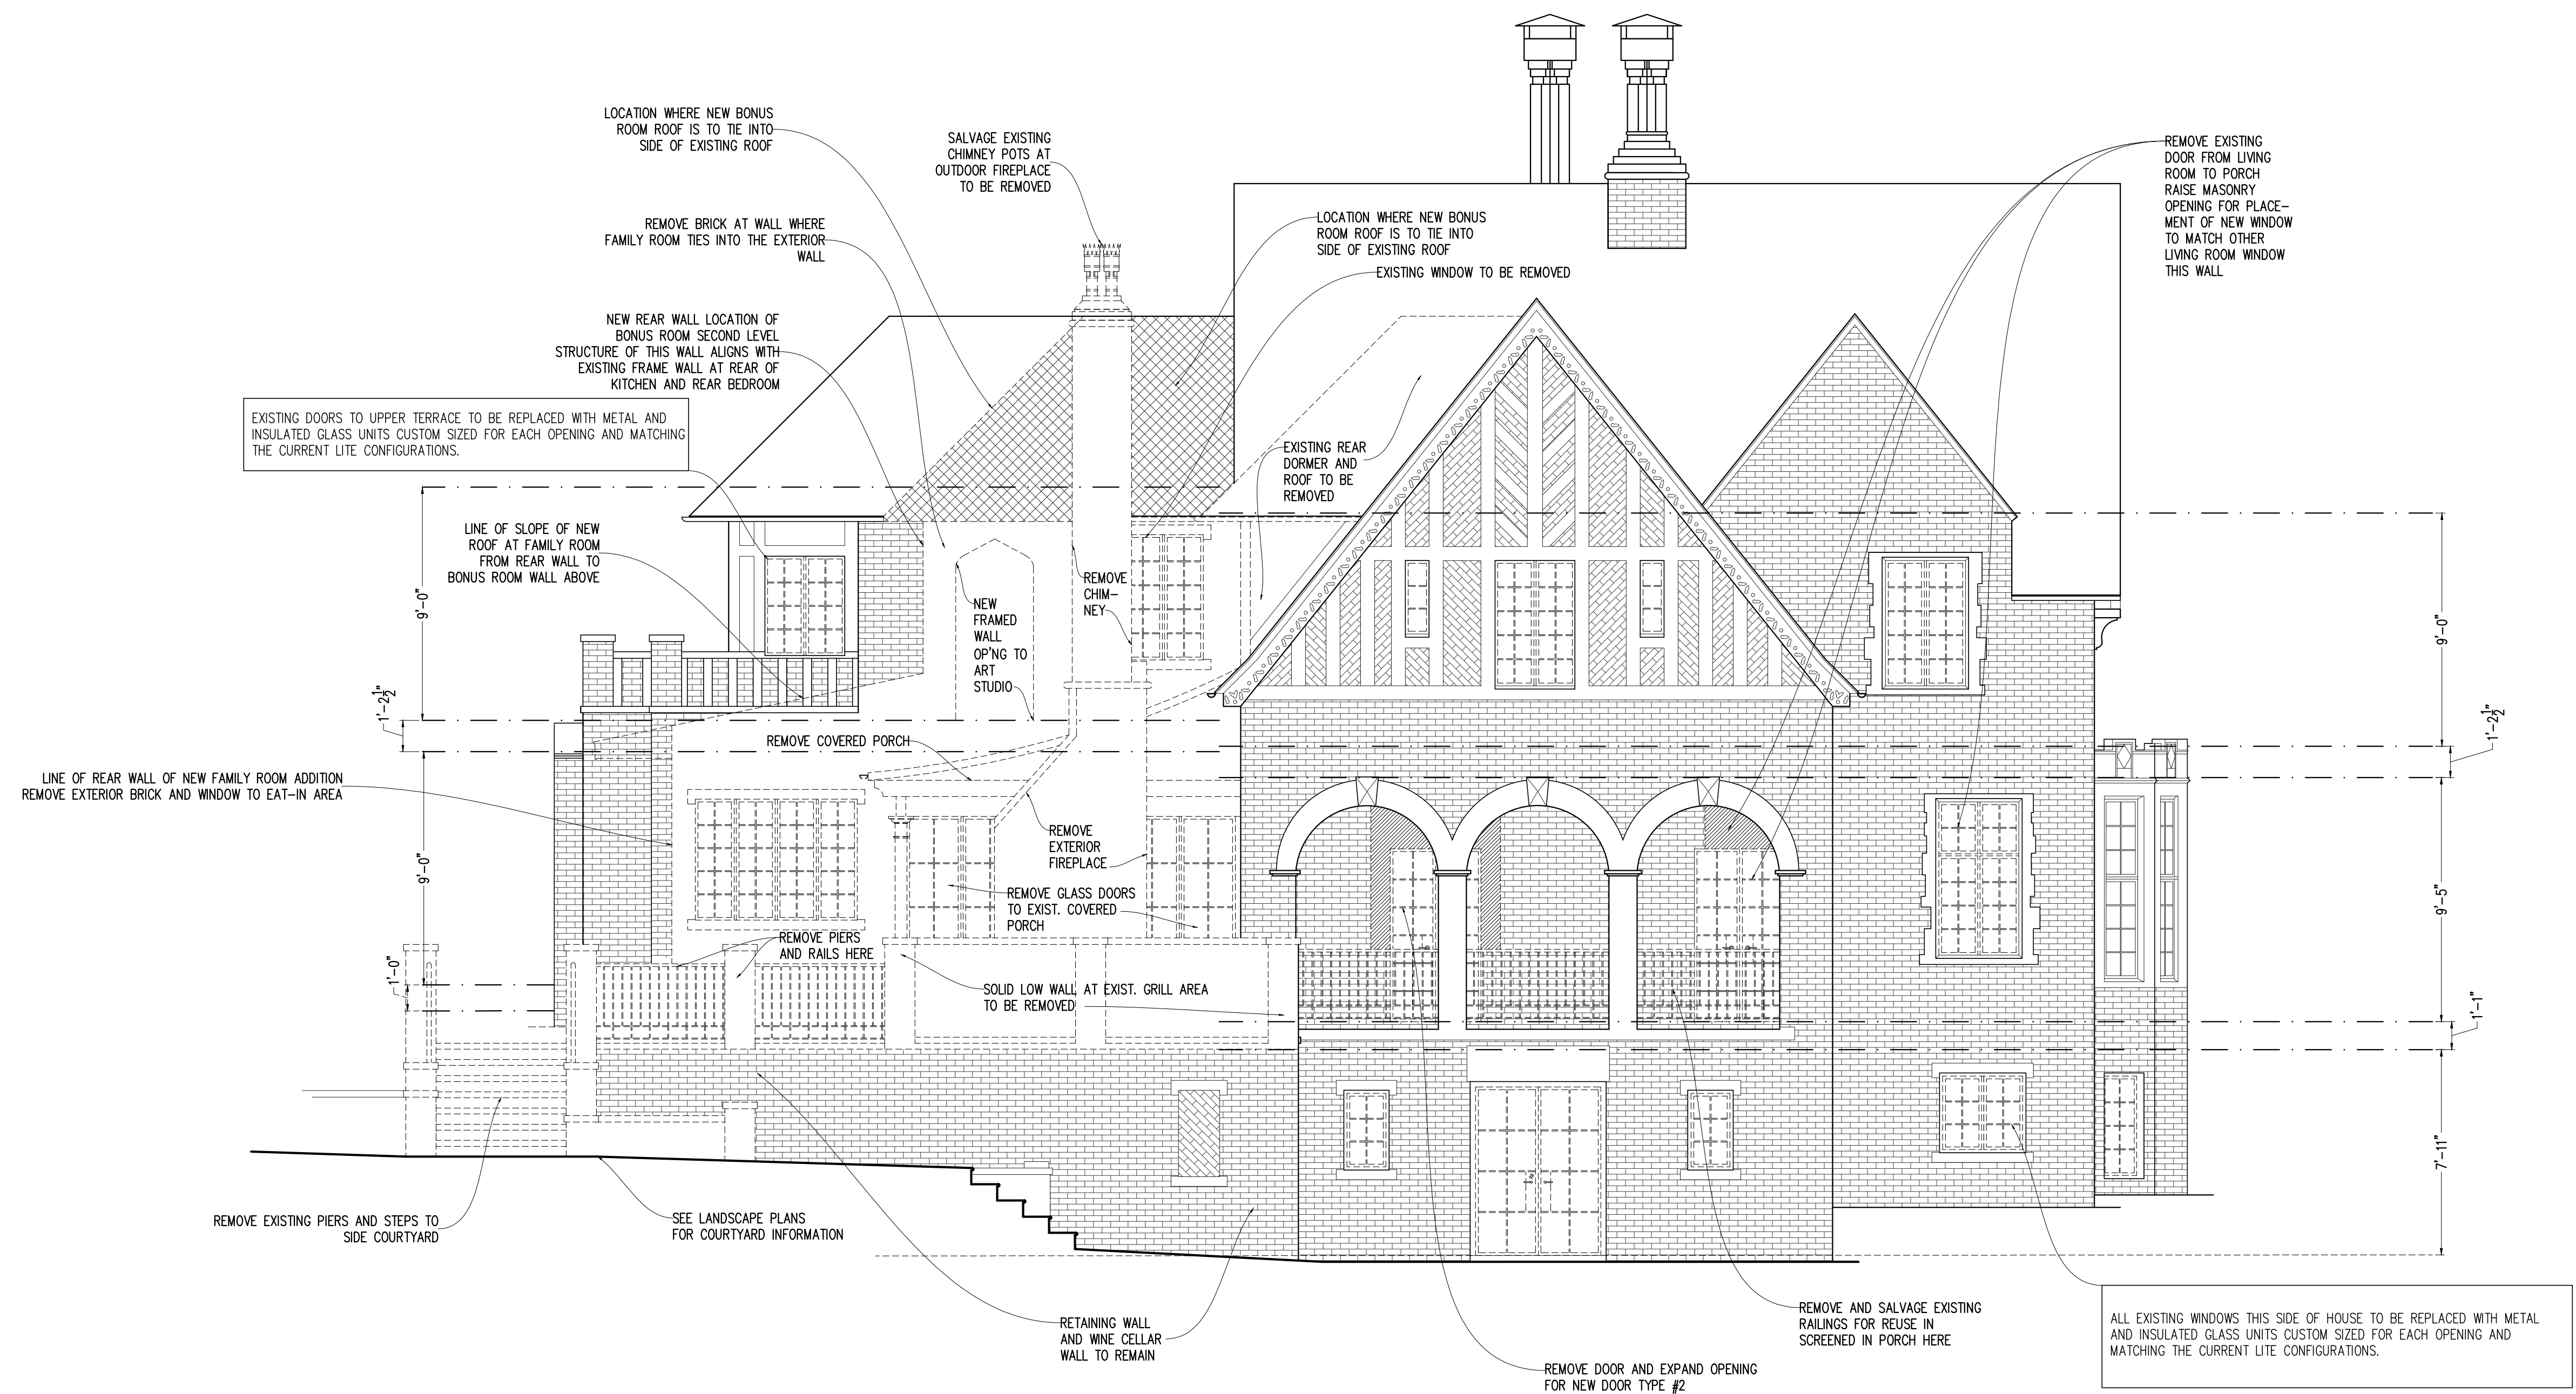 LOCATION WHERE NEW BONUS
ROOM ROOF IS TO TIE INTO
SIDE OF EXISTING ROOF
SALVAGE EXISTING
CHIMNEY POTS AT
OUTDOOR FIREPLACE
TO BE REMOVED
REMOVE EXISTING
DOOR FROM LIVING
ROOM TO PORCH
RAISE MASONRY
OPENING FOR PLACE-
MENT OF NEW WINDOW
TO MATCH OTHER
LIVING ROOM WINDOW
THIS WALL
REMOVE BRICK AT WALL WHERE
FAMILY ROOM TIES INTO THE EXTERIOR
WALL
LOCATION WHERE NEW BONUS
ROOM ROOF IS TO TIE INTO
SIDE OF EXISTING ROOF
EXISTING WINDOW TO BE REMOVED
NEW REAR WALL LOCATION OF
BONUS ROOM SECOND LEVEL
STRUCTURE OF THIS WALL ALIGNS WITH
EXISTING FRAME WALL AT REAR OF
KITCHEN AND REAR BEDROOM
EXISTING DOORS TO UPPER TERRACE TO BE REPLACED WITH METAL AND
INSULATED GLASS UNITS CUSTOM SIZED FOR EACH OPENING AND MATCHING
THE CURRENT LITE CONFIGURATIONS.
EXISTING REAR
DORMER AND
ROOF TO BE
REMOVED
LINE OF SLOPE OF NEW
ROOF AT FAMILY ROOM
FROM REAR WALL TO
BONUS ROOM WALL ABOVE
REMOVE
CHIM-
NEY
NEW
FRAMED
WALL
OP'NG TO
ART
STUDIO
9'-0"
9'-0"
1'-2½"
1'-2½"
REMOVE COVERED PORCH
LINE OF REAR WALL OF NEW FAMILY ROOM ADDITION
REMOVE EXTERIOR BRICK AND WINDOW TO EAT-IN AREA
REMOVE
EXTERIOR
FIREPLACE
9'-0"
9'-5"
REMOVE GLASS DOORS
TO EXIST. COVERED
PORCH
REMOVE PIERS
AND RAILS HERE
1'-0"
SOLID LOW WALL AT EXIST. GRILL AREA
TO BE REMOVED
1'-1"
7'-11"
REMOVE EXISTING PIERS AND STEPS TO
SIDE COURTYARD
SEE LANDSCAPE PLANS
FOR COURTYARD INFORMATION
RETAINING WALL
AND WINE CELLAR
WALL TO REMAIN
REMOVE AND SALVAGE EXISTING
RAILINGS FOR REUSE IN
SCREENED IN PORCH HERE
REMOVE DOOR AND EXPAND OPENING
FOR NEW DOOR TYPE #2
ALL EXISTING WINDOWS THIS SIDE OF HOUSE TO BE REPLACED WITH METAL
AND INSULATED GLASS UNITS CUSTOM SIZED FOR EACH OPENING AND
MATCHING THE CURRENT LITE CONFIGURATIONS.